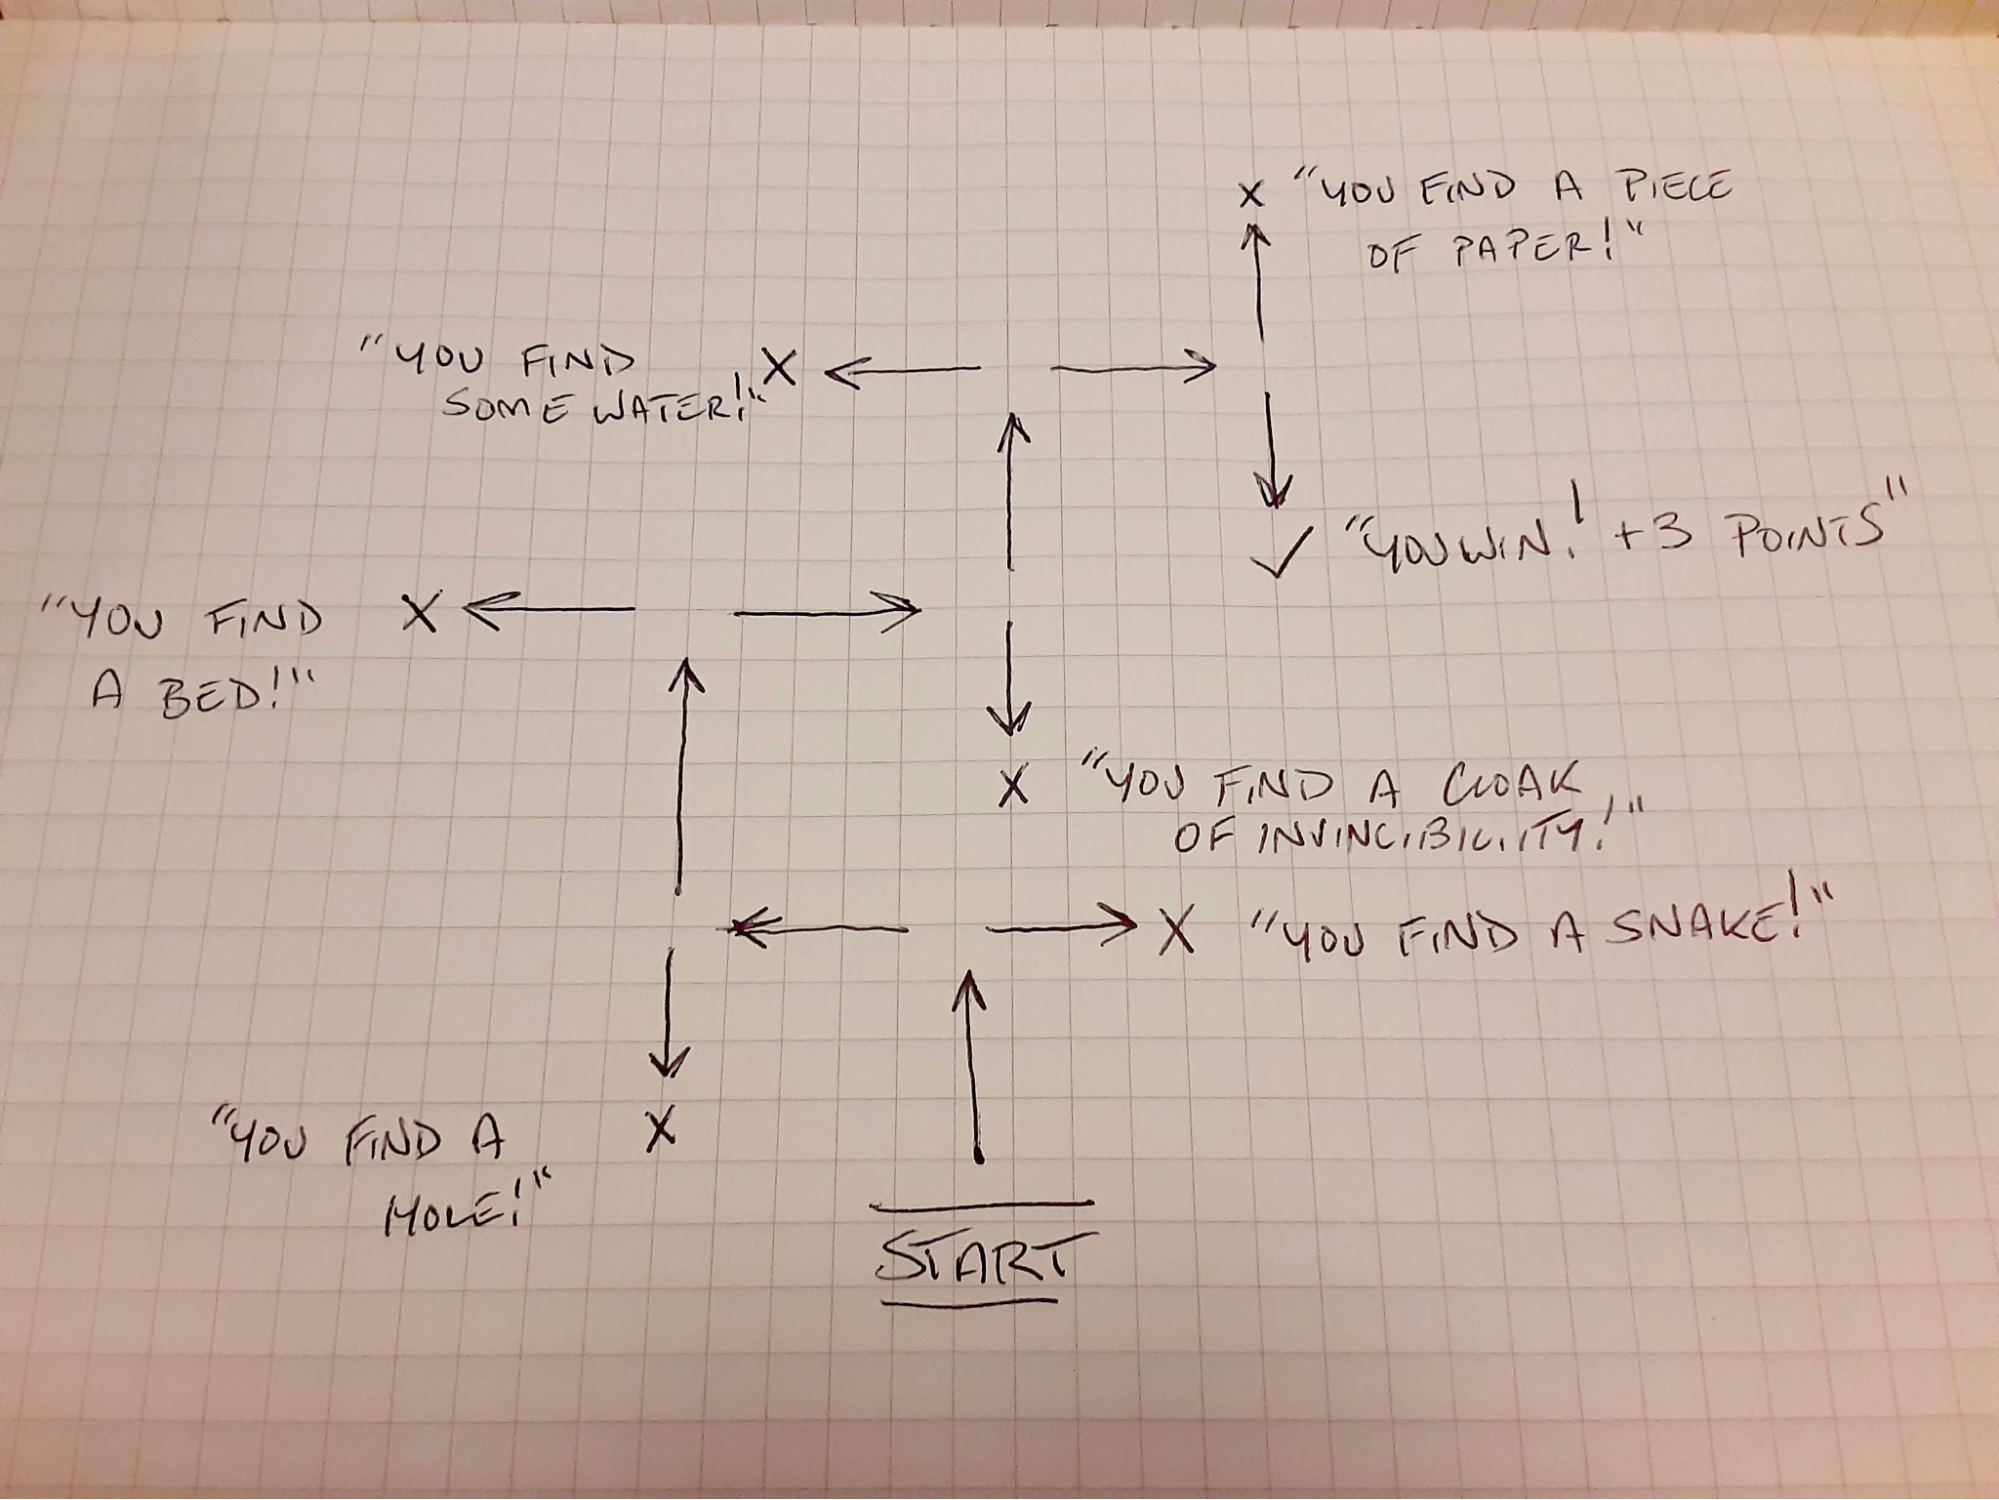 "YOU FIND A PIECE
OF PAPER!"
"YOU FIND
SOME WATER!"
"YOU WIN! +3 POINTS"
"YOU FIND
A BED!"
"YOU FIND A CLOAK
OF INVINCIBILITY!"
"YOU FIND A SNAKE!"
"YOU FIND A
HOLE!"
START